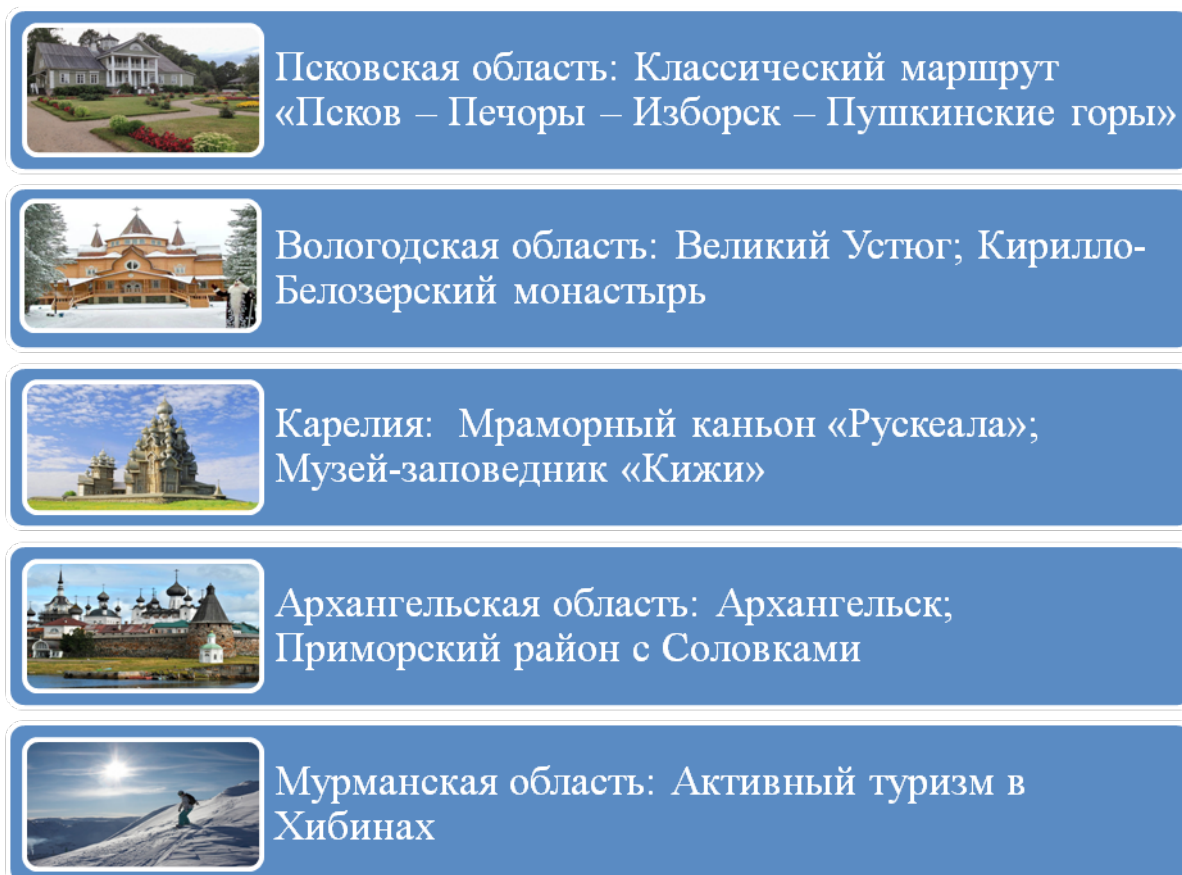 Псковская область: Классический маршрут
«Псков – Печоры – Изборск – Пушкинские горы»
Вологодская область: Великий Устюг; Кирилло-
Белозерский монастырь
Карелия: Мраморный каньон «Рускеала»;
Музей-заповедник «Кижи»
Архангельская область: Архангельск;
Приморский район с Соловками
Мурманская область: Активный туризм в
Хибинах